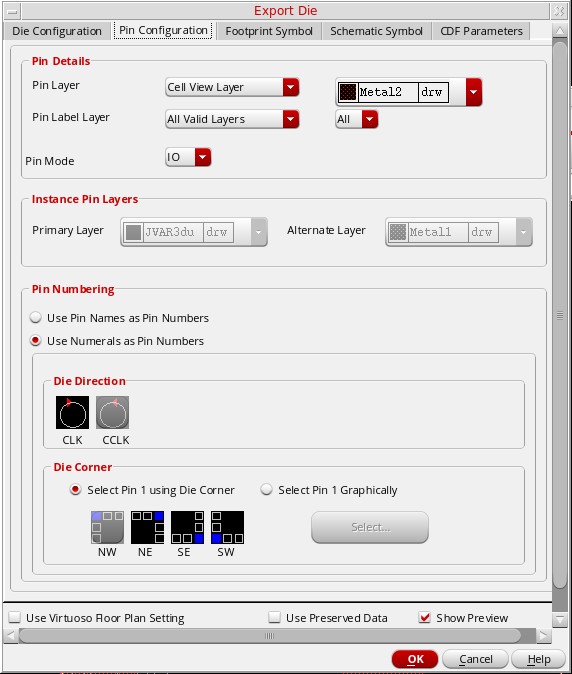 Export Die
Die Configuration Pin Configuration Footprint Symbol Schematic Symbol CDF Parameters
Pin Details
Pin Layer Cell View Layer Metal2 drw
Pin Label Layer All Valid Layers All
Pin Mode IO
Instance Pin Layers
Primary Layer JVAR3du drw Alternate Layer Metal1 drw
Pin Numbering
Use Pin Names as Pin Numbers
Use Numerals as Pin Numbers
Die Direction
CLK CCLK
Die Corner
Select Pin 1 using Die Corner Select Pin 1 Graphically
Select...
NW NE SE SW
Use Virtuoso Floor Plan Setting Use Preserved Data Show Preview
OK Cancel Help